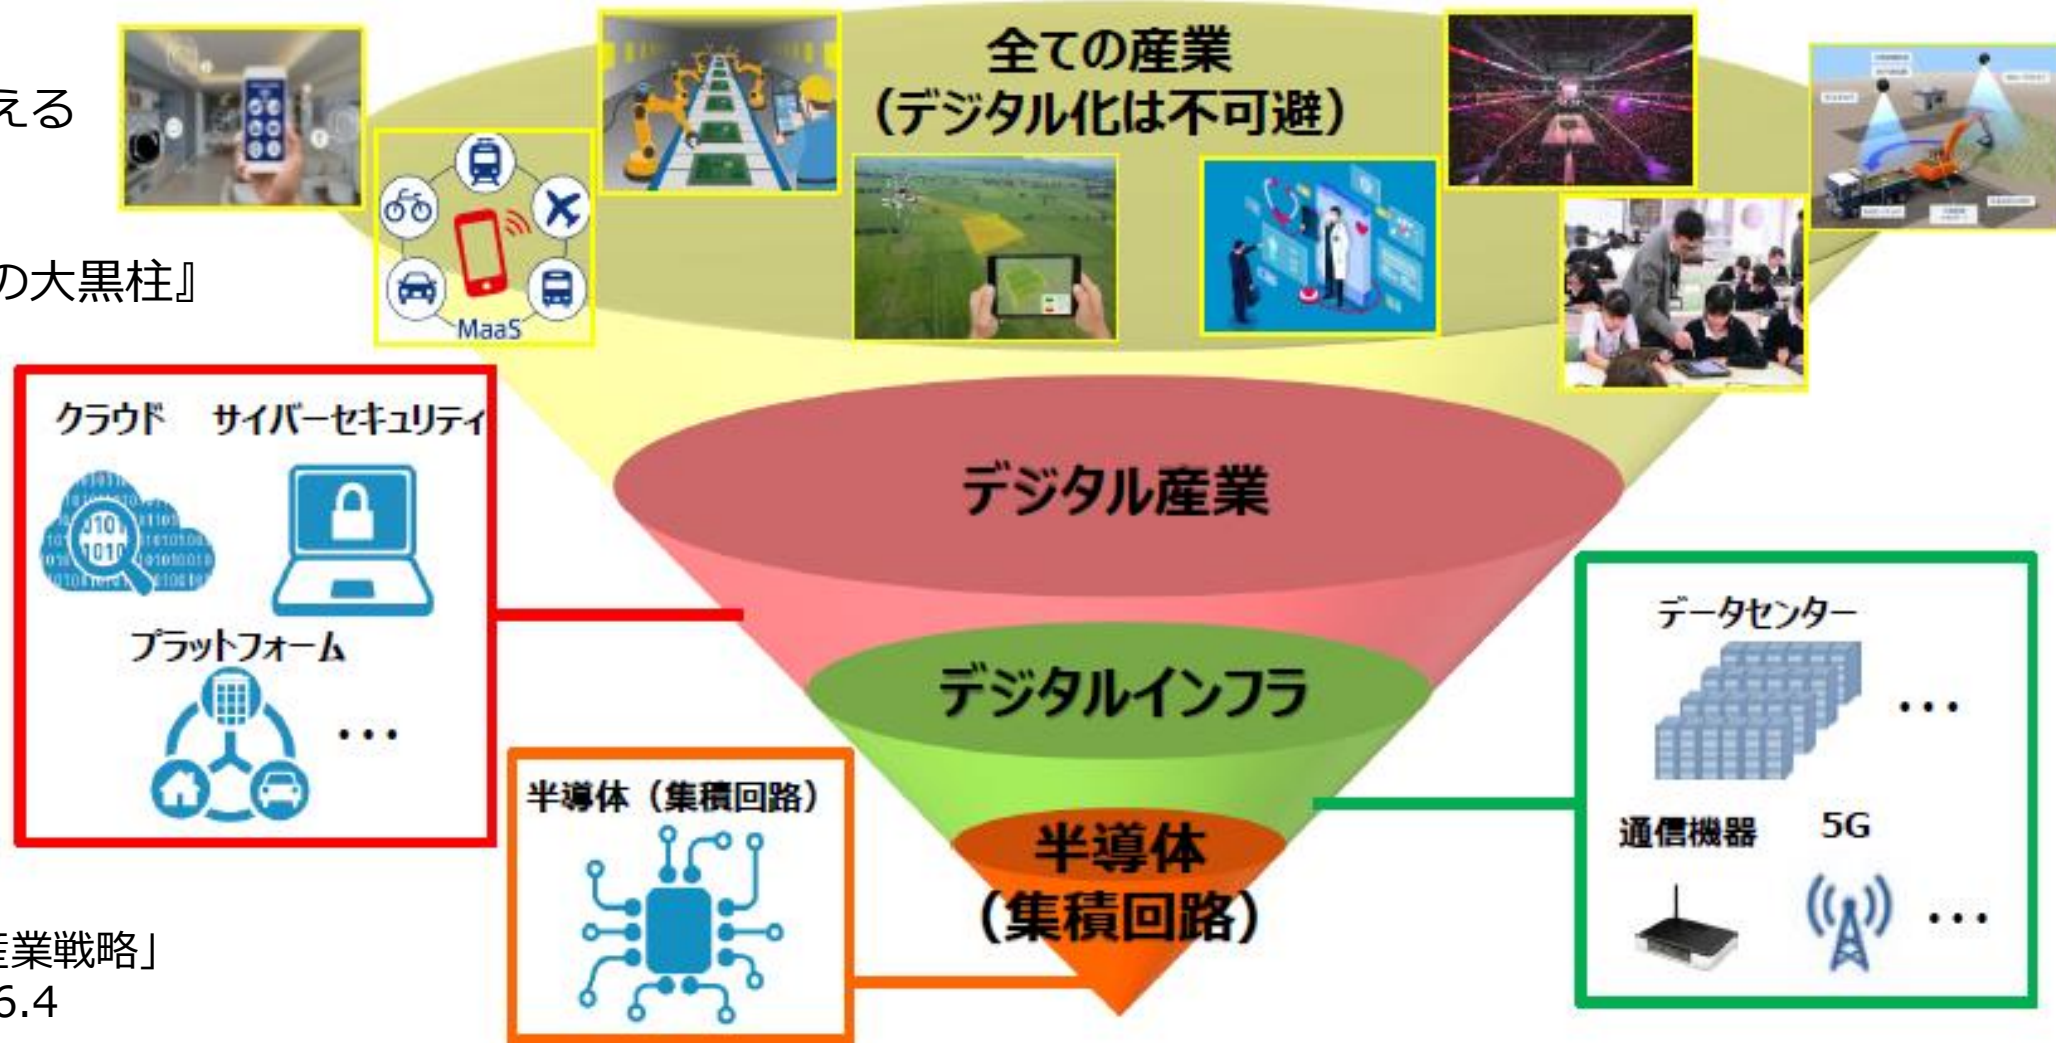 える
の大黒柱』
全ての産業
（デジタル化は不可避）
MaaS
デジタル産業
クラウド サイバーセキュリティ
プラットフォーム
・・・
デジタルインフラ
データセンター
・・・
通信機器 5G
・・・
半導体（集積回路）
半導体
（集積回路）
産業戦略」
6.4